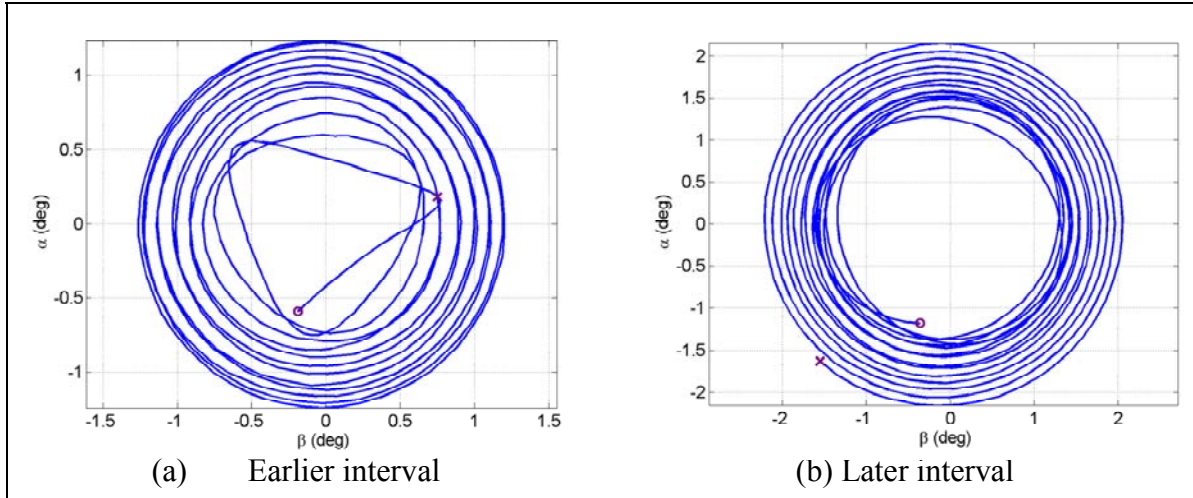 1
0.5
0
-0.5
-1
α (deg)
-1.5 -1 -0.5 0 0.5 1 1.5
β (deg)
2
1.5
1
0.5
0
-0.5
-1
-1.5
-2
α (deg)
-2 -1 0 1 2
β (deg)
(a) Earlier interval
(b) Later interval